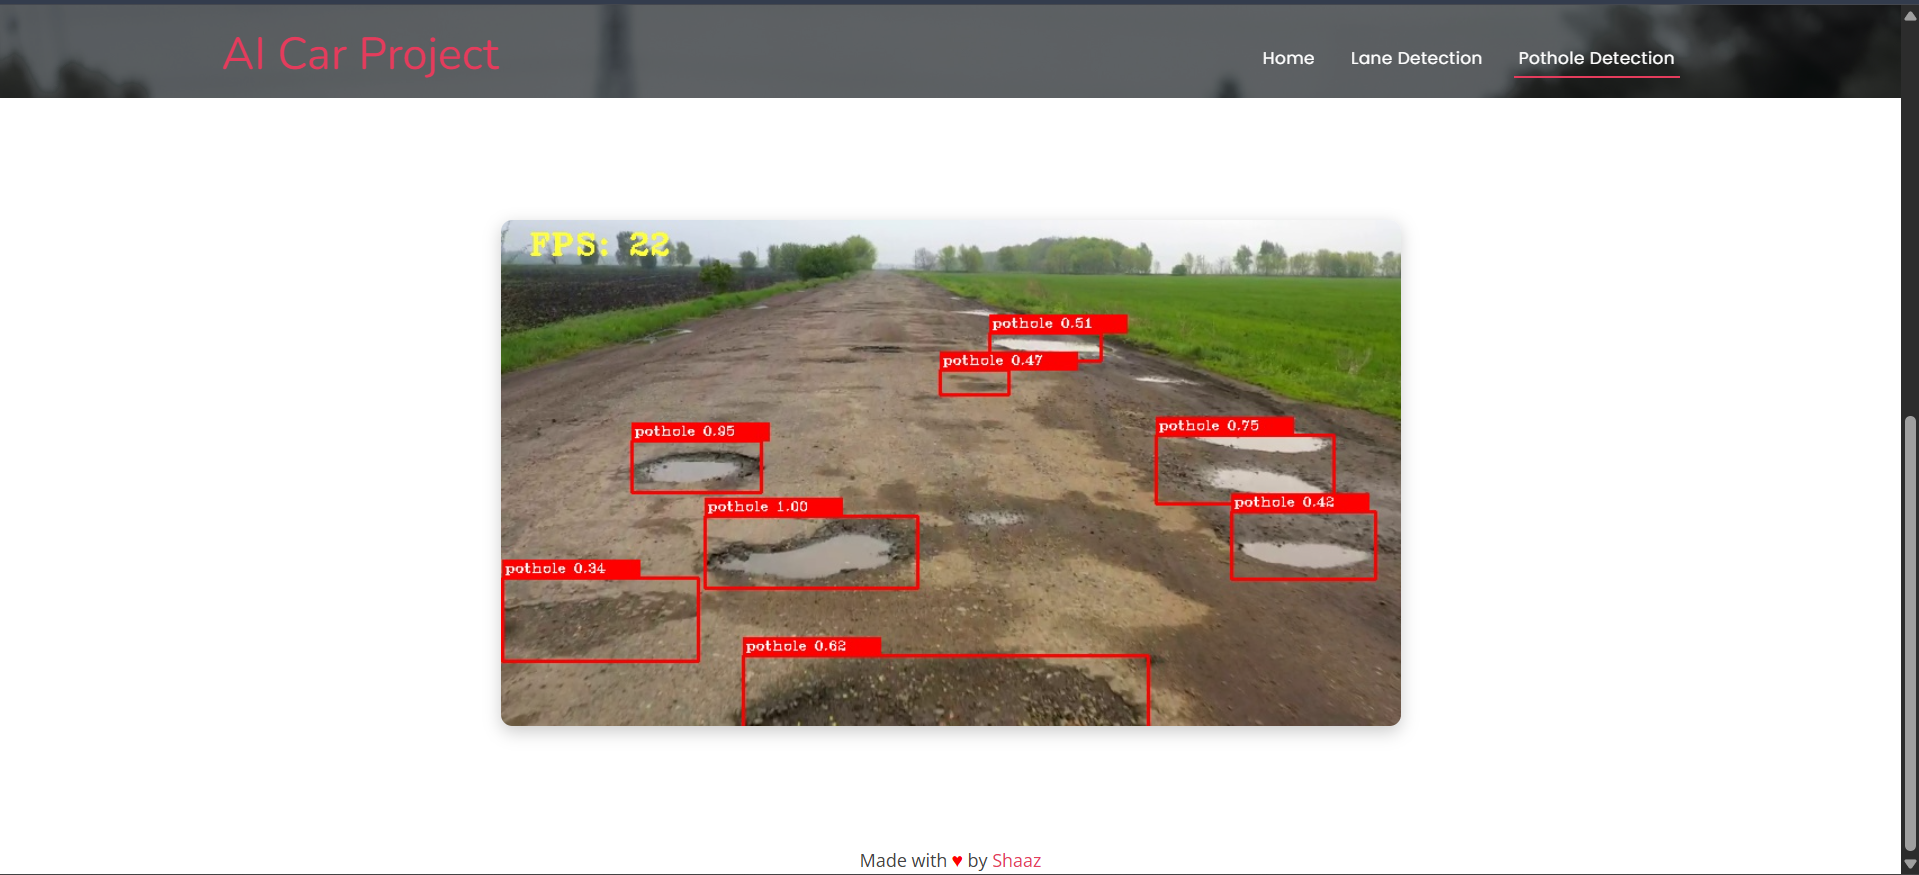 AI Car Project
Home
Lane Detection
Pothole Detection
FPS: 22
pothole 0.51
pothole 0.47
pothole 0.75
pothole 0.95
pothole 0.42
pothole 1.00
pothole 0.34
pothole 0.62
Made with ♥ by Shaaz